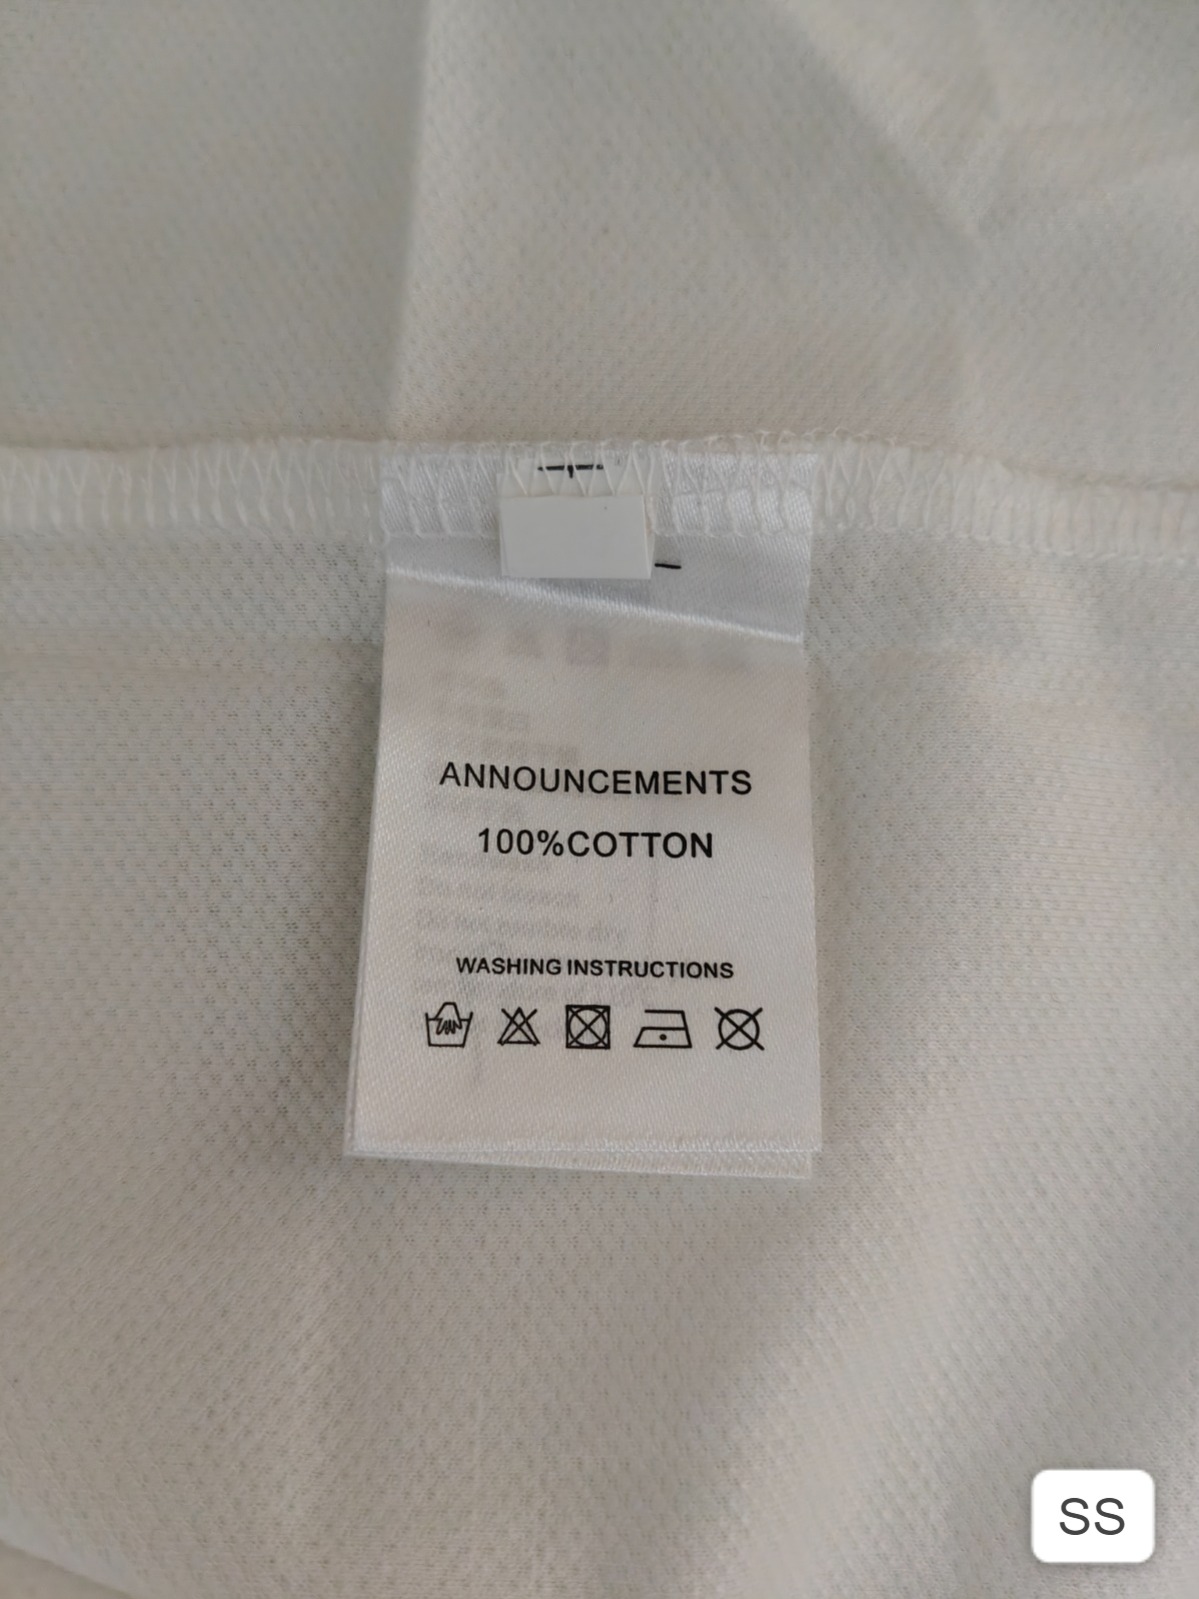 ANNOUNCEMENTS
100%COTTON
WASHING INSTRUCTIONS
SS